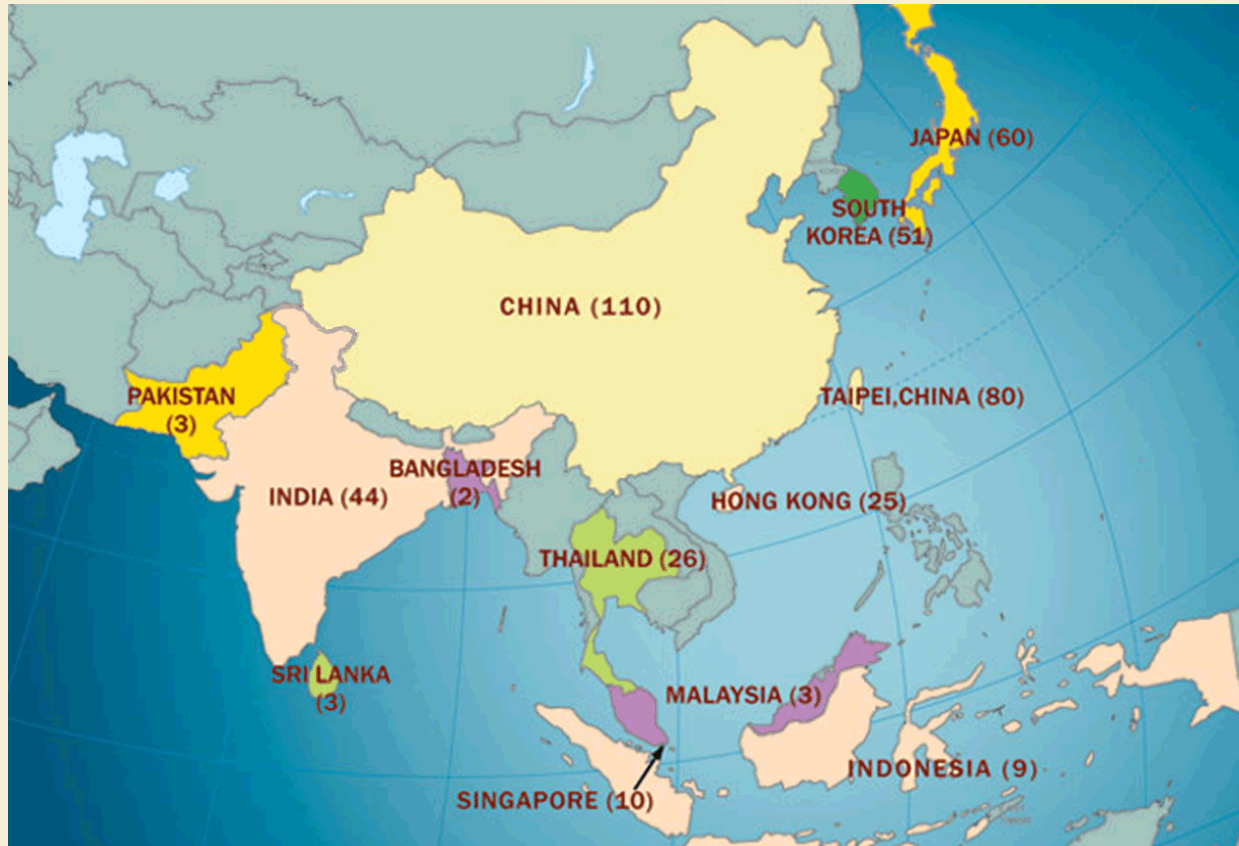 JAPAN (60)
SOUTH
KOREA (51)
CHINA (110)
PAKISTAN
(3)
TAIPEI,CHINA (80)
BANGLADESH
(2)
INDIA (44)
HONG KONG (25)
THAILAND (26)
SRI LANKA
(3)
MALAYSIA (3)
INDONESIA (9)
SINGAPORE (10)